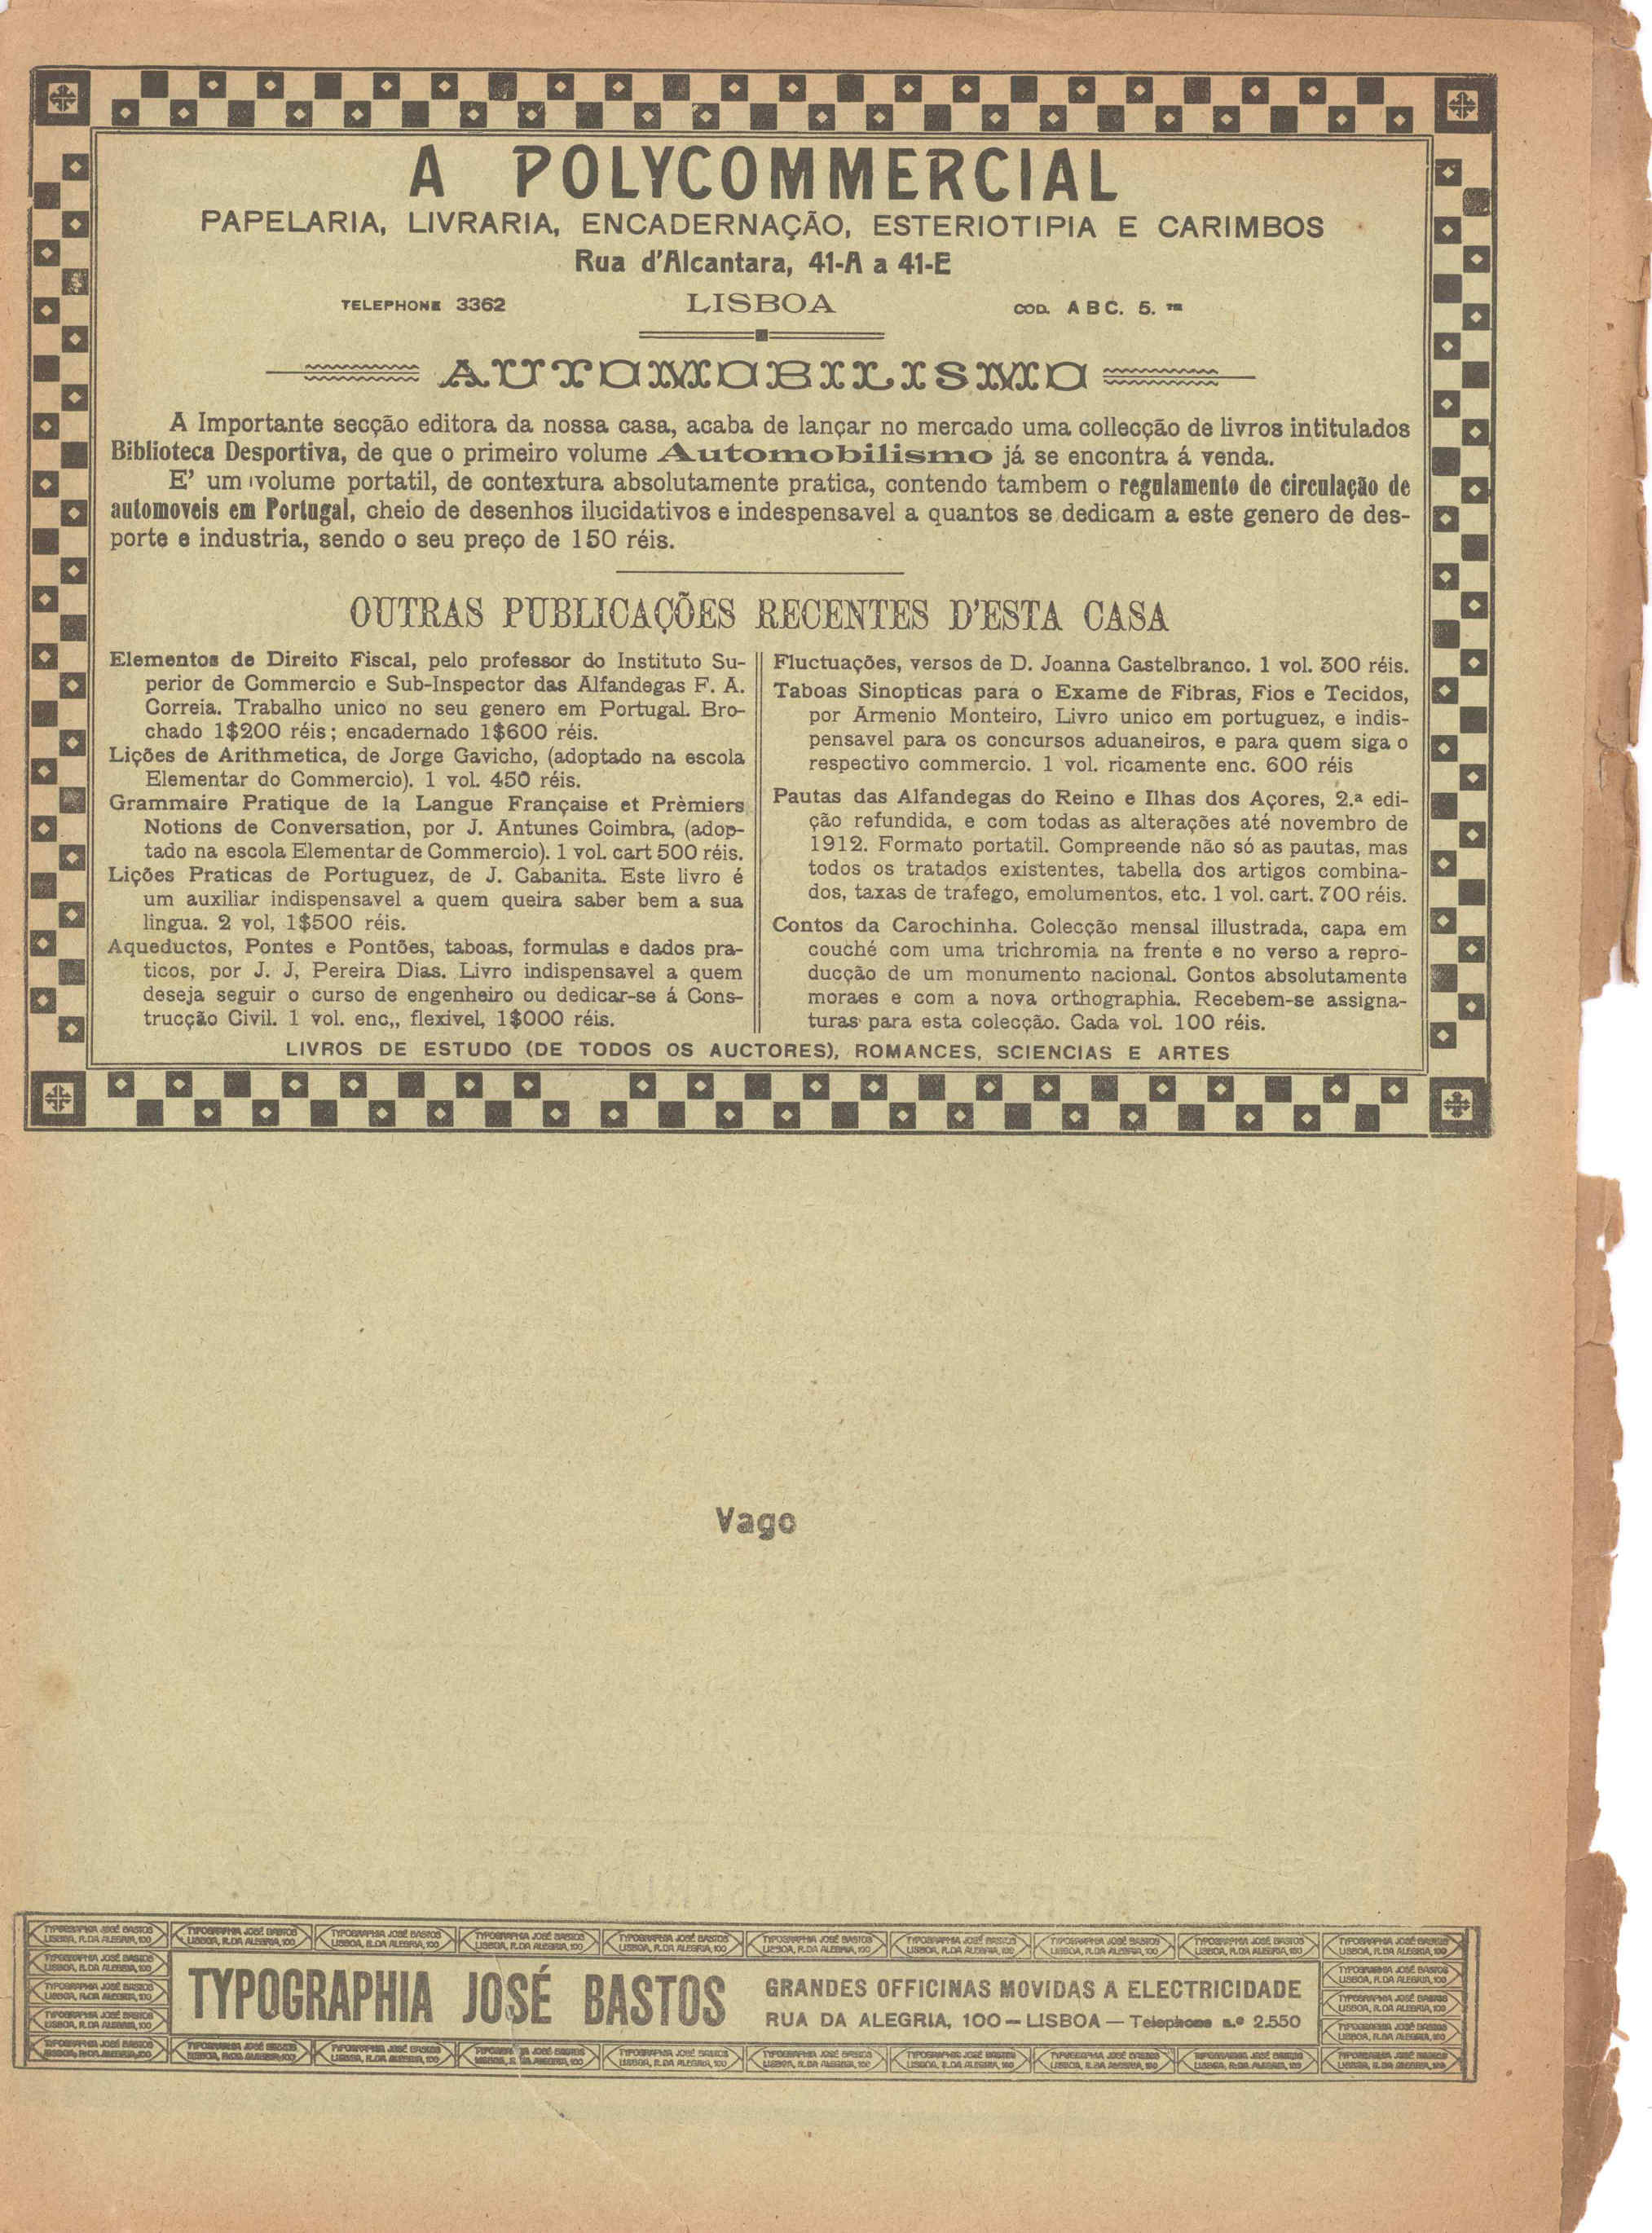 A POLYCOMMERCIAL
PAPELARIA, LIVRARIA, ENCADERNAÇÃO, ESTERIOTIPIA E CARIMBOS
Rua d'Alcantara, 41-A a 41-E
TELEPHONE 3362 LISBOA COD. A B C. 5.
AUTOMOBILISMO
A Importante secção editora da nossa casa, acaba de lançar no mercado uma collecção de livros intitulados
Biblioteca Desportiva, de que o primeiro volume Automobilismo já se encontra á venda.
E' um volume portatil, de contextura absolutamente pratica, contendo tambem o regulamento de circulação de
automoveis em Portugal, cheio de desenhos ilucidativos e indespensavel a quantos se dedicam a este genero de des-
porte e industria, sendo o seu preço de 150 réis.
OUTRAS PUBLICAÇÕES RECENTES D'ESTA CASA
Elementos de Direito Fiscal, pelo professor do Instituto Su-
perior de Commercio e Sub-Inspector das Alfandegas F. A.
Correia. Trabalho unico no seu genero em Portugal. Bro-
chado 1$200 réis; encadernado 1$600 réis.
Lições de Arithmetica, de Jorge Gavicho, (adoptado na escola
Elementar do Commercio). 1 vol. 450 réis.
Grammaire Pratique de la Langue Française et Prèmiers
Notions de Conversation, por J. Antunes Coimbra, (adop-
tado na escola Elementar de Commercio). 1 vol. cart 500 réis.
Lições Praticas de Portuguez, de J. Cabanita. Este livro é
um auxiliar indispensavel a quem queira saber bem a sua
lingua. 2 vol, 1$500 réis.
Aqueductos, Pontes e Pontões, taboas, formulas e dados pra-
ticos, por J. J, Pereira Dias. Livro indispensavel a quem
deseja seguir o curso de engenheiro ou dedicar-se á Cons-
trucção Civil. 1 vol. enc,, flexivel, 1$000 réis.
Fluctuações, versos de D. Joanna Castelbranco. 1 vol. 300 réis.
Taboas Sinopticas para o Exame de Fibras, Fios e Tecidos,
por Armenio Monteiro, Livro unico em portuguez, e indis-
pensavel para os concursos aduaneiros, e para quem siga o
respectivo commercio. 1 vol. ricamente enc. 600 réis
Pautas das Alfandegas do Reino e Ilhas dos Açores, 2.ª edi-
ção refundida, e com todas as alterações até novembro de
1912. Formato portatil. Compreende não só as pautas, mas
todos os tratados existentes, tabella dos artigos combina-
dos, taxas de trafego, emolumentos, etc. 1 vol. cart. 700 réis.
Contos da Carochinha. Colecção mensal illustrada, capa em
couché com uma trichromia na frente e no verso a repro-
ducção de um monumento nacional. Contos absolutamente
moraes e com a nova orthographia. Recebem-se assigna-
turas para esta colecção. Cada vol. 100 réis.
LIVROS DE ESTUDO (DE TODOS OS AUCTORES), ROMANCES, SCIENCIAS E ARTES
Vago
TYPOGRAPHIA JOSÉ BASTOS
LISBOA, R. DA ALEGRIA, 100
TYPOGRAPHIA JOSÉ BASTOS
GRANDES OFFICINAS MOVIDAS A ELECTRICIDADE
RUA DA ALEGRIA, 100 — LISBOA — Telephone n.º 2.550